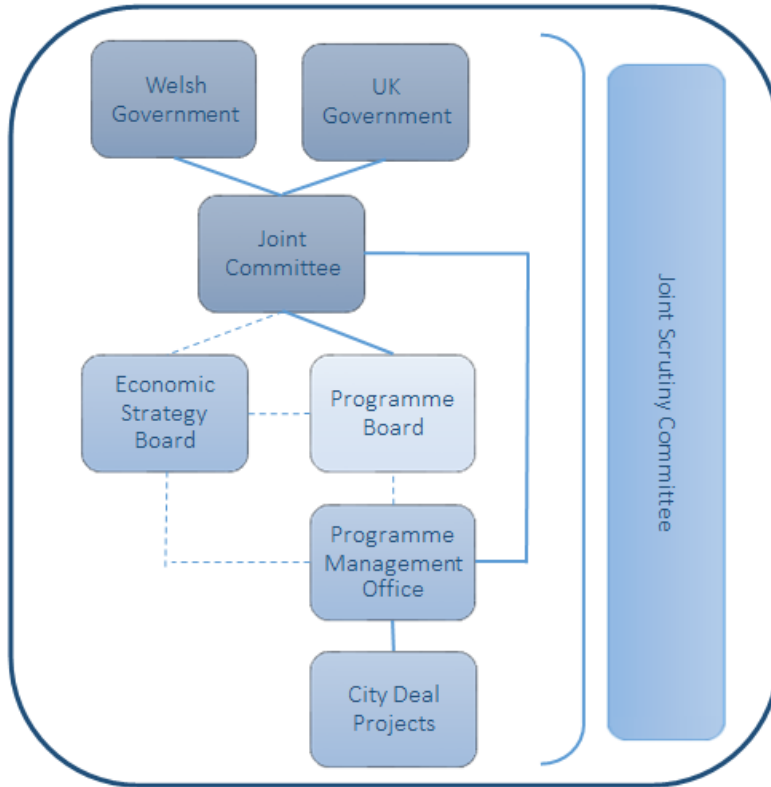 Welsh
Government
UK
Government
Joint
Committee
Economic
Strategy
Board
Programme
Board
Programme
Management
Office
City Deal
Projects
Joint Scrutiny Committee